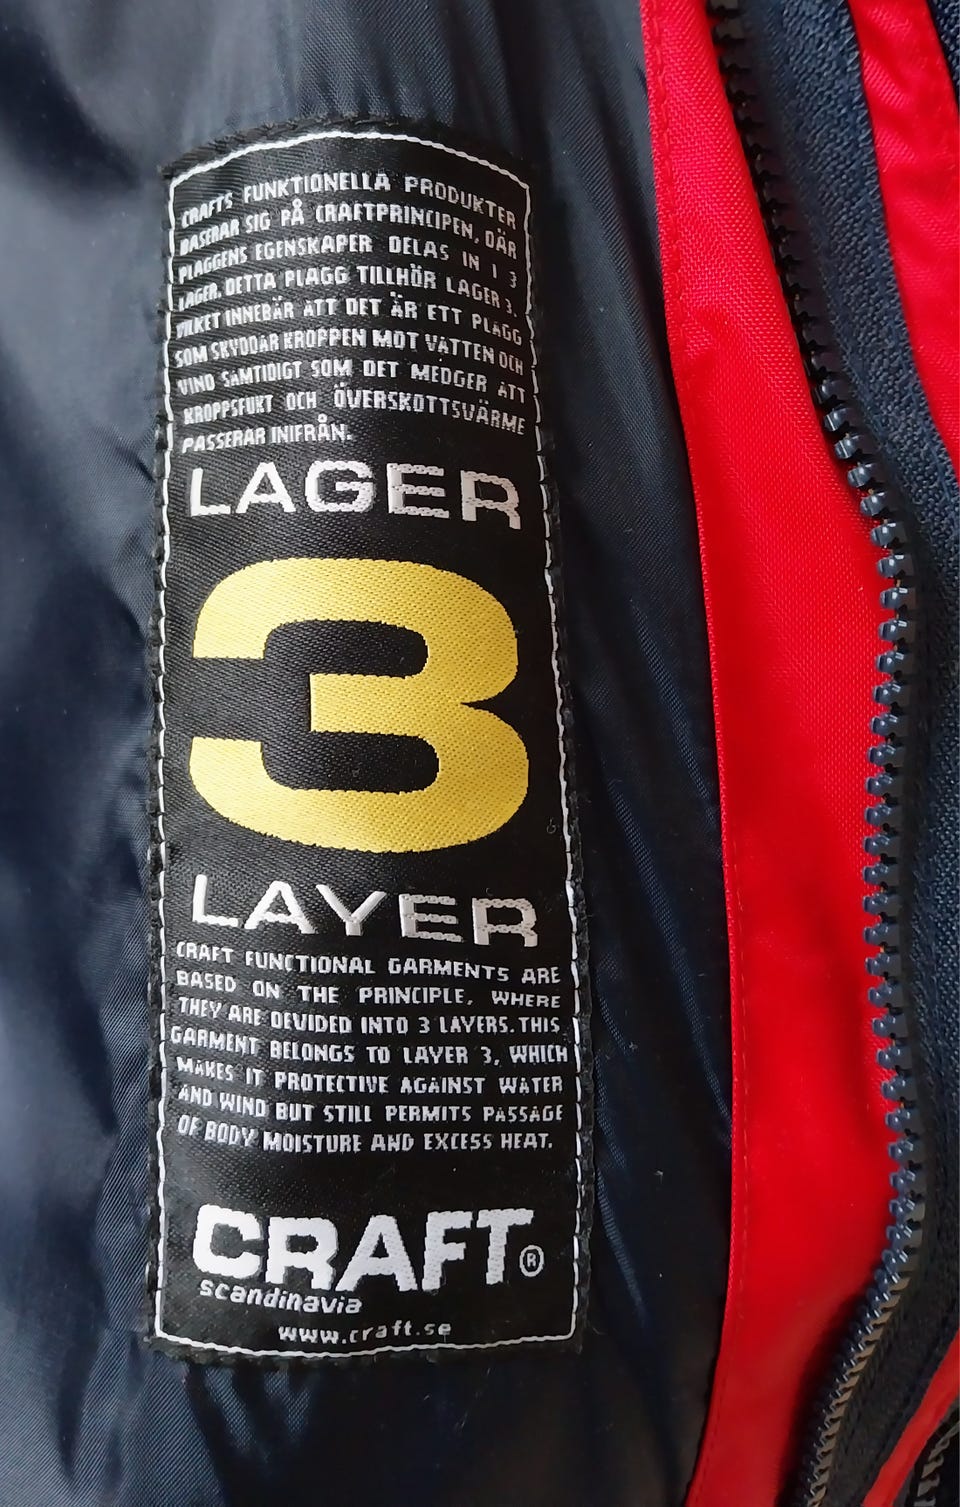 CRAFTS FUNKTIONELLA PRODUKTER
BASERAR SIG PÅ CRAFTPRINCIPEN, DÄR
PLAGGENS EGENSKAPER DELAS IN I 3
LAGER. DETTA PLAGG TILLHÖR LAGER 3,
VILKET INNEBÄR ATT DET ÄR ETT PLAGG
SOM SKYDDAR KROPPEN MOT VATTEN OCH
VIND SAMTIDIGT SOM DET MEDGER ATT
KROPPSFUKT OCH ÖVERSKOTTSVÄRME
PASSERAR INIFRÅN.
LAGER
3
LAYER
CRAFT FUNCTIONAL GARMENTS ARE
BASED ON THE PRINCIPLE, WHERE
THEY ARE DEVIDED INTO 3 LAYERS. THIS
GARMENT BELONGS TO LAYER 3, WHICH
MAKES IT PROTECTIVE AGAINST WATER
AND WIND BUT STILL PERMITS PASSAGE
OF BODY MOISTURE AND EXCESS HEAT.
CRAFT®
scandinavia
www.craft.se